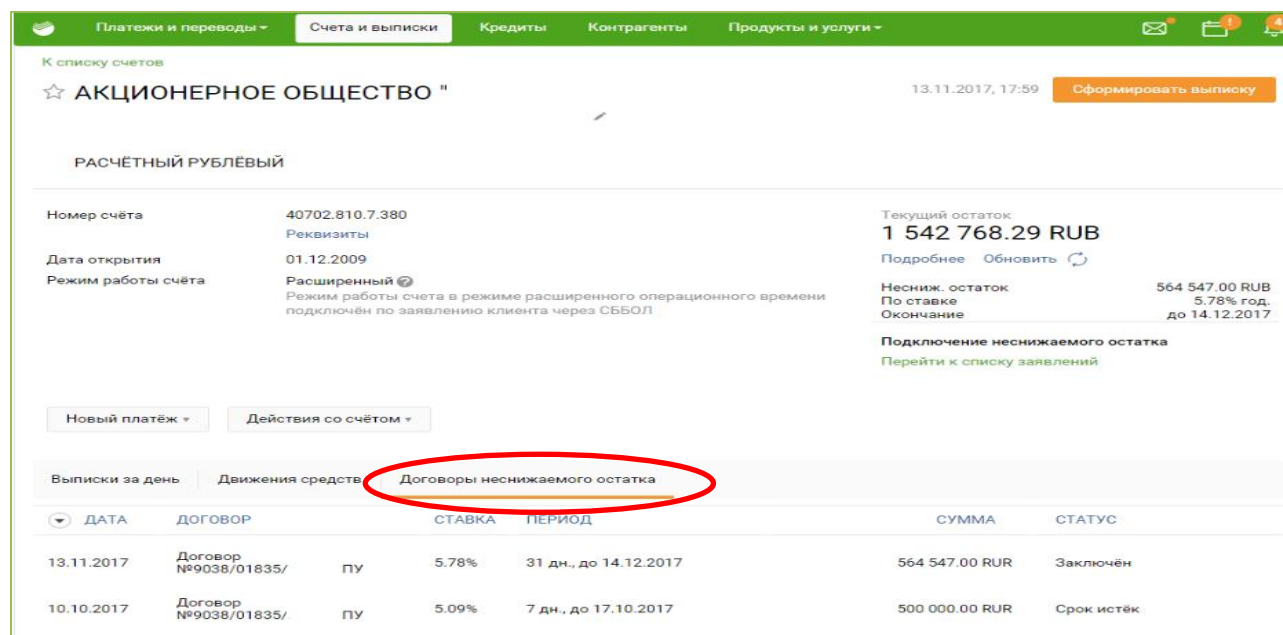 Платежи и переводы Счета и выписки Кредиты Контрагенты Продукты и услуги ! 4
К списку счетов
АКЦИОНЕРНОЕ ОБЩЕСТВО " 13.11.2017, 17:59 Сформировать выписку
РАСЧЁТНЫЙ РУБЛЁВЫЙ
Номер счёта 40702.810.7.380 Текущий остаток
Реквизиты 1 542 768.29 RUB
Дата открытия 01.12.2009 Подробнее Обновить
Режим работы счёта Расширенный ?
Режим работы счета в режиме расширенного операционного времени
подключён по заявлению клиента через СББОЛ
Несниж. остаток 564 547.00 RUB
По ставке 5.78% год.
Окончание до 14.12.2017
Подключение неснижаемого остатка
Перейти к списку заявлений
Новый платёж Действия со счётом
Выписки за день Движения средств Договоры неснижаемого остатка
ДАТА ДОГОВОР СТАВКА ПЕРИОД СУММА СТАТУС
13.11.2017 Договор 5.78% 31 дн., до 14.12.2017 564 547.00 RUR Заключён
№9038/01835/ ПУ
10.10.2017 Договор 5.09% 7 дн., до 17.10.2017 500 000.00 RUR Срок истёк
№9038/01835/ ПУ